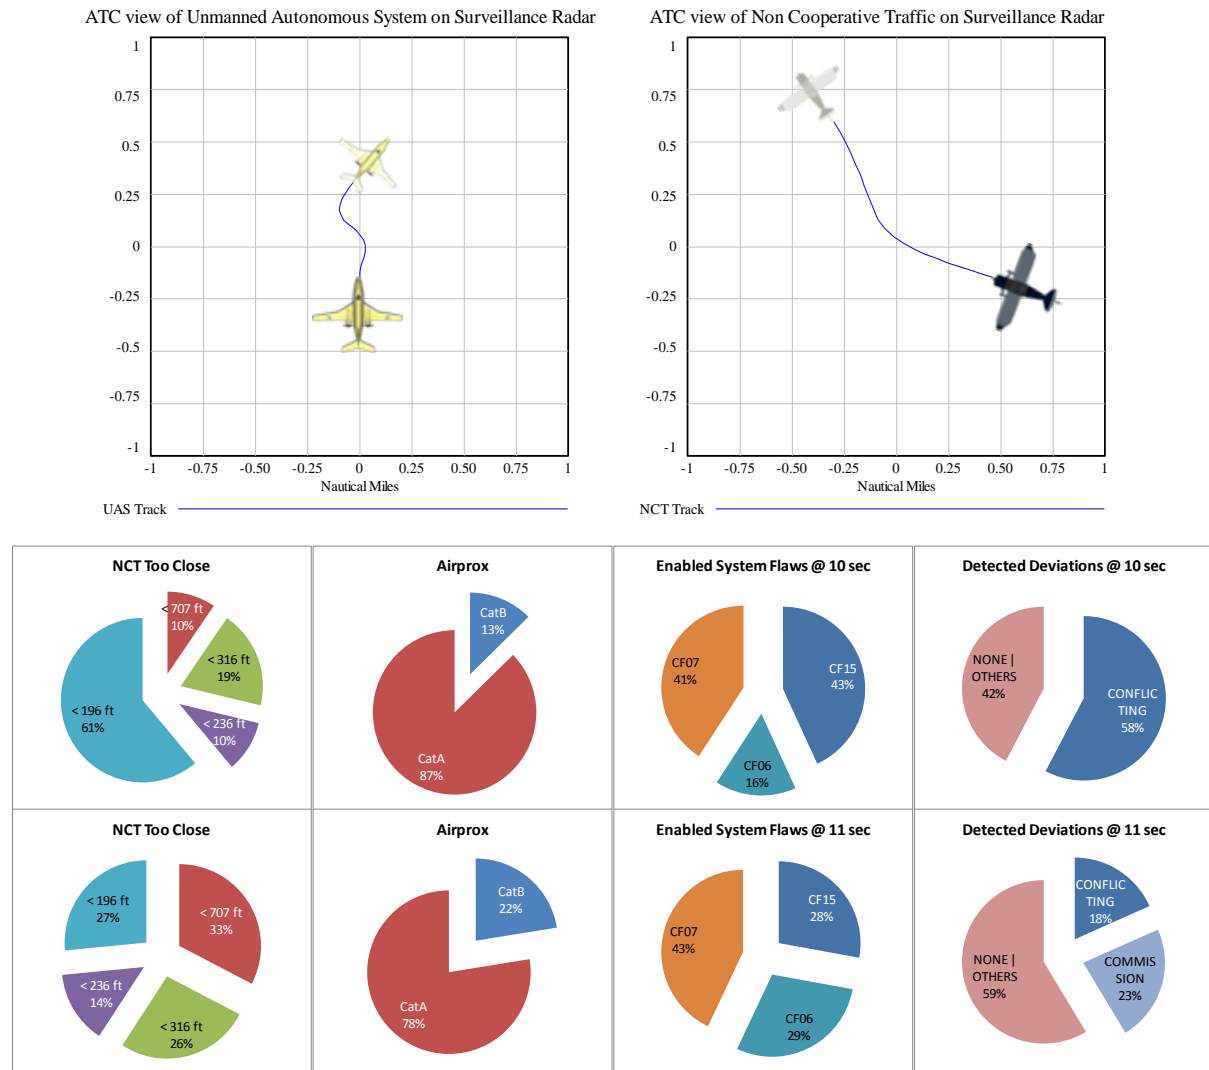 ATC view of Unmanned Autonomous System on Surveillance Radar
1
0.75
0.5
0.25
0
-0.25
-0.5
-0.75
-1
-1 -0.75 -0.50 -0.25 0 0.25 0.50 0.75 1
Nautical Miles
UAS Track
ATC view of Non Cooperative Traffic on Surveillance Radar
1
0.75
0.5
0.25
0
-0.25
-0.5
-0.75
-1
-1 -0.75 -0.50 -0.25 0 0.25 0.50 0.75 1
Nautical Miles
NCT Track
NCT Too Close
< 707 ft
10%
< 316 ft
19%
< 236 ft
10%
< 196 ft
61%
Airprox
CatB
13%
CatA
87%
Enabled System Flaws @ 10 sec
CF07
41%
CF15
43%
CF06
16%
Detected Deviations @ 10 sec
NONE |
OTHERS
42%
CONFLIC
TING
58%
NCT Too Close
< 196 ft
27%
< 707 ft
33%
< 236 ft
14%
< 316 ft
26%
Airprox
CatB
22%
CatA
78%
Enabled System Flaws @ 11 sec
CF07
43%
CF15
28%
CF06
29%
Detected Deviations @ 11 sec
CONFLIC
TING
18%
NONE |
OTHERS
59%
COMMIS
SION
23%